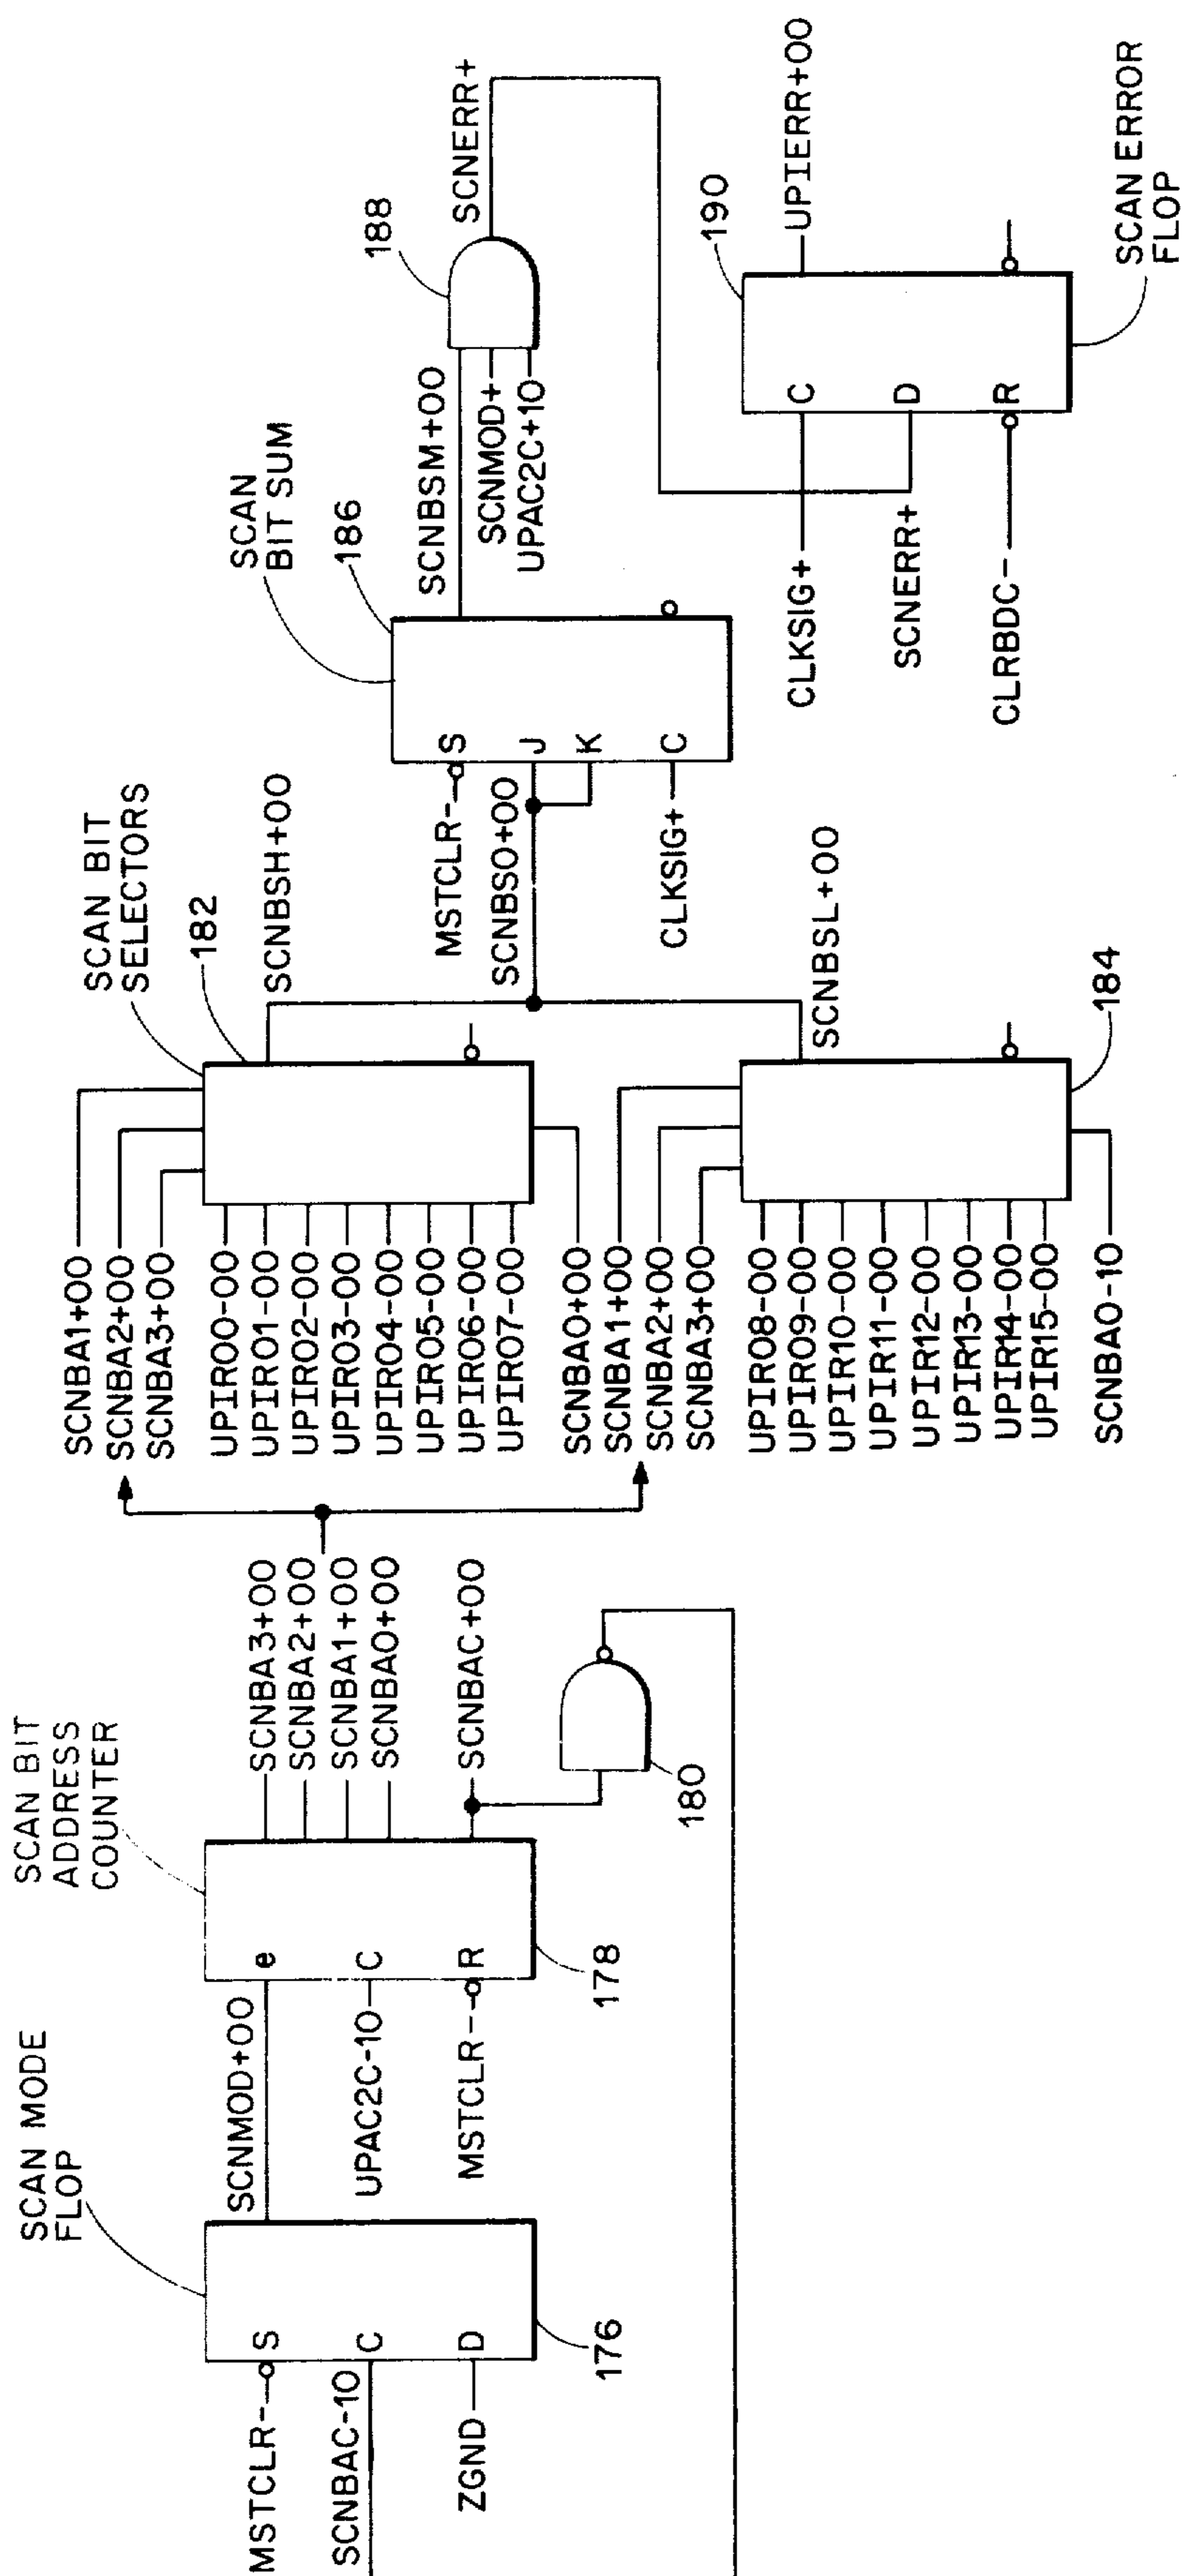 SCAN MODE
FLOP
MSTCLR-
SCNBAC-10
ZGND
S
C
D
176
SCNMOD+00
UPAC2C-10
MSTCLR-
SCAN BIT
ADDRESS
COUNTER
e
C
R
178
SCNBA3+00
SCNBA2+00
SCNBA1+00
SCNBA0+00
SCNBAC+00
180
SCNBA1+00
SCNBA2+00
SCNBA3+00
UPIR00-00
UPIR01-00
UPIR02-00
UPIR03-00
UPIR04-00
UPIR05-00
UPIR06-00
UPIR07-00
SCNBA0+00
SCNBA1+00
SCNBA2+00
SCNBA3+00
UPIR08-00
UPIR09-00
UPIR10-00
UPIR11-00
UPIR12-00
UPIR13-00
UPIR14-00
UPIR15-00
SCNBA0-10
SCAN BIT
SELECTORS
182
184
SCNBSH+00
SCNBSL+00
MSTCLR-
SCNBS0+00
CLKSIG+
SCAN
BIT SUM
186
S
J
K
C
SCNBSM+00
SCNMOD+
UPAC2C+10
188
SCNERR+
CLKSIG+
SCNERR+
CLRBDC-
C
D
R
190
UPIERR+00
SCAN ERROR
FLOP